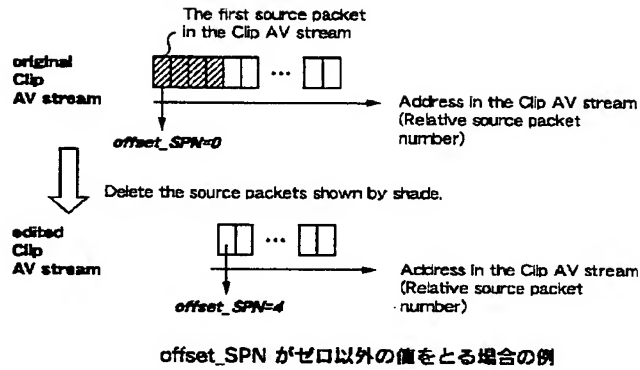 The first source packet
in the Clip AV stream
original
Clip
AV stream
...
Address in the Clip AV stream
(Relative source packet
number)
offset_SPN=0
Delete the source packets shown by shade.
edited
Clip
AV stream
...
Address in the Clip AV stream
(Relative source packet
number)
offset_SPN=4
offset_SPN がゼロ以外の値をとる場合の例